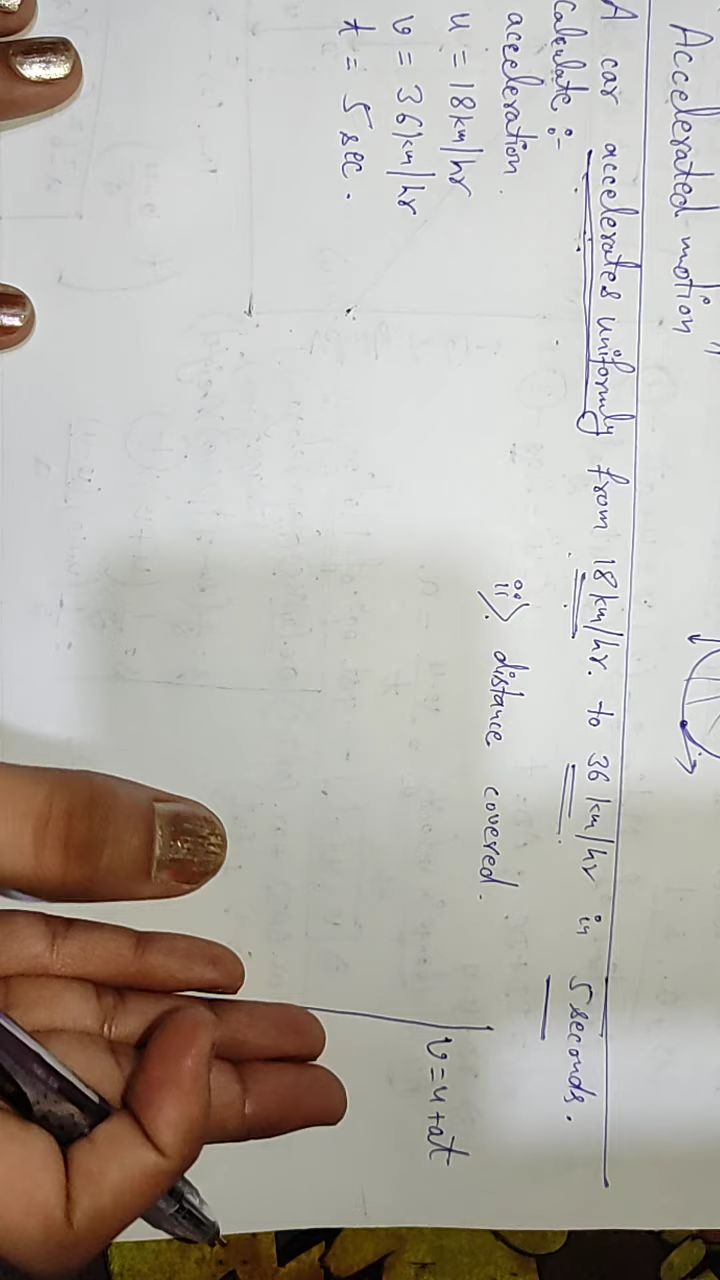 Accelerated motion"
A car accelerates uniformly from 18 km/hr. to 36 km/hr in 5 seconds.
calculate :-
acceleration. ii) distance covered.
u = 18 km/hr
v = 36 km/hr
t = 5 sec.
v = u + at